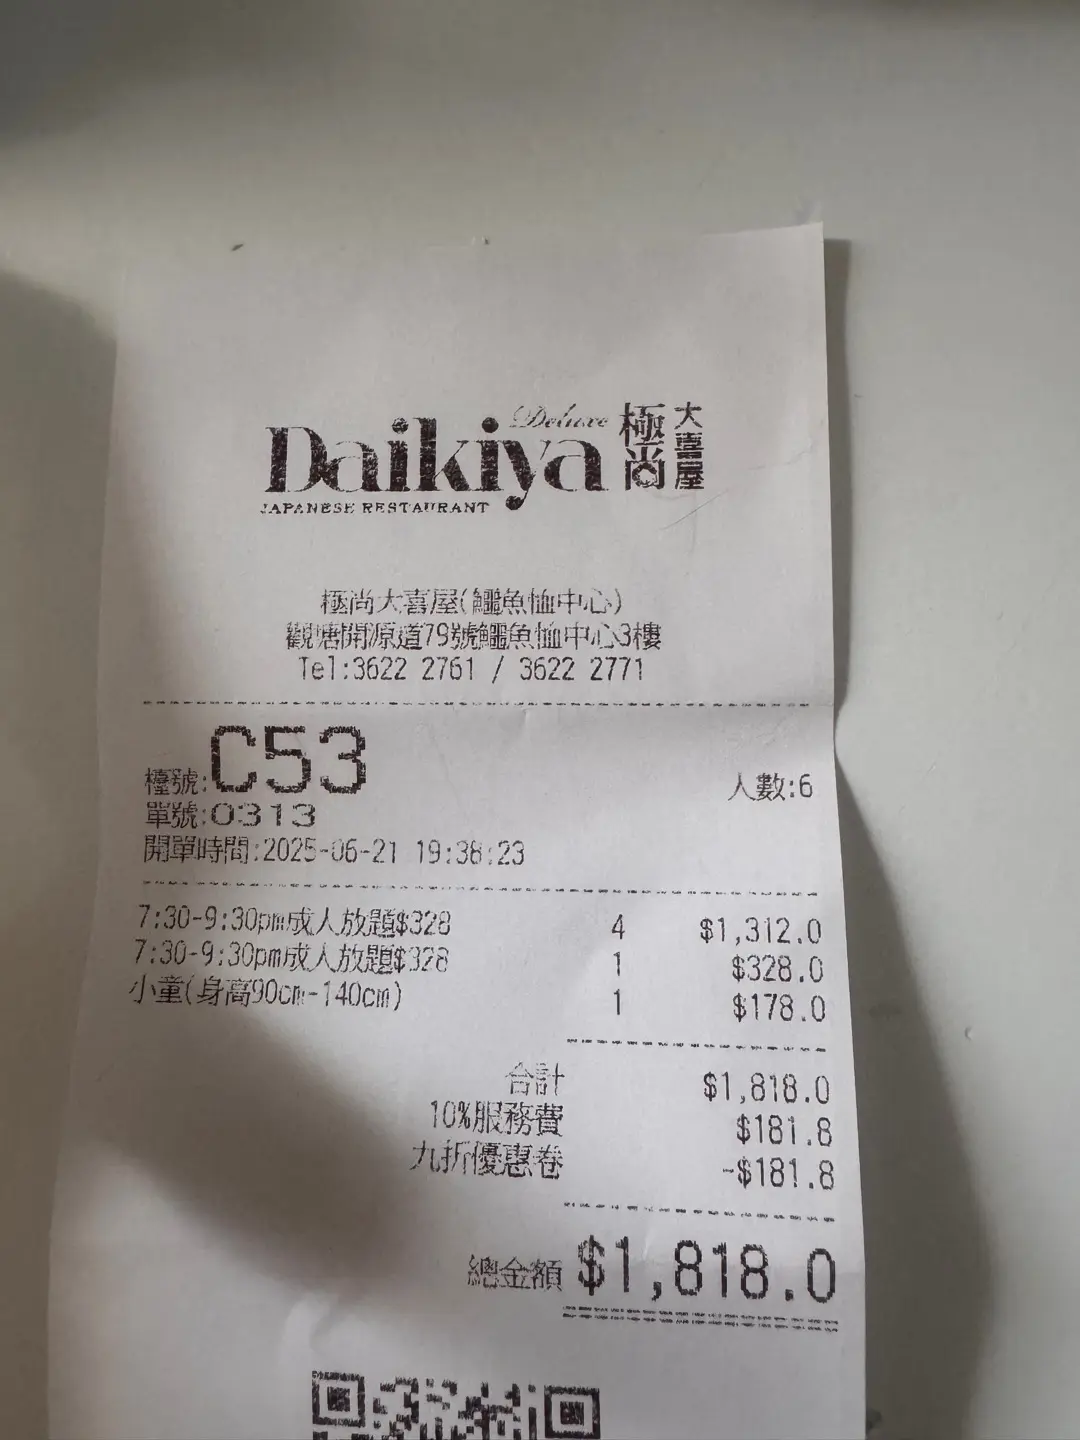 Deluxe
Daikiya 極尚 大喜屋
JAPANESE RESTAURANT
極尚大喜屋(鱷魚恤中心)
觀塘開源道79號鱷魚恤中心3樓
Tel:3622 2761 / 3622 2771
檯號:C53 人數:6
單號:0313
開單時間:2025-06-21 19:38:23
7:30-9:30pm成人放題$328 4 $1,312.0
7:30-9:30pm成人放題$328 1 $328.0
小童(身高90cm-140cm) 1 $178.0
合計 $1,818.0
10%服務費 $181.8
九折優惠卷 -$181.8
總金額 $1,818.0